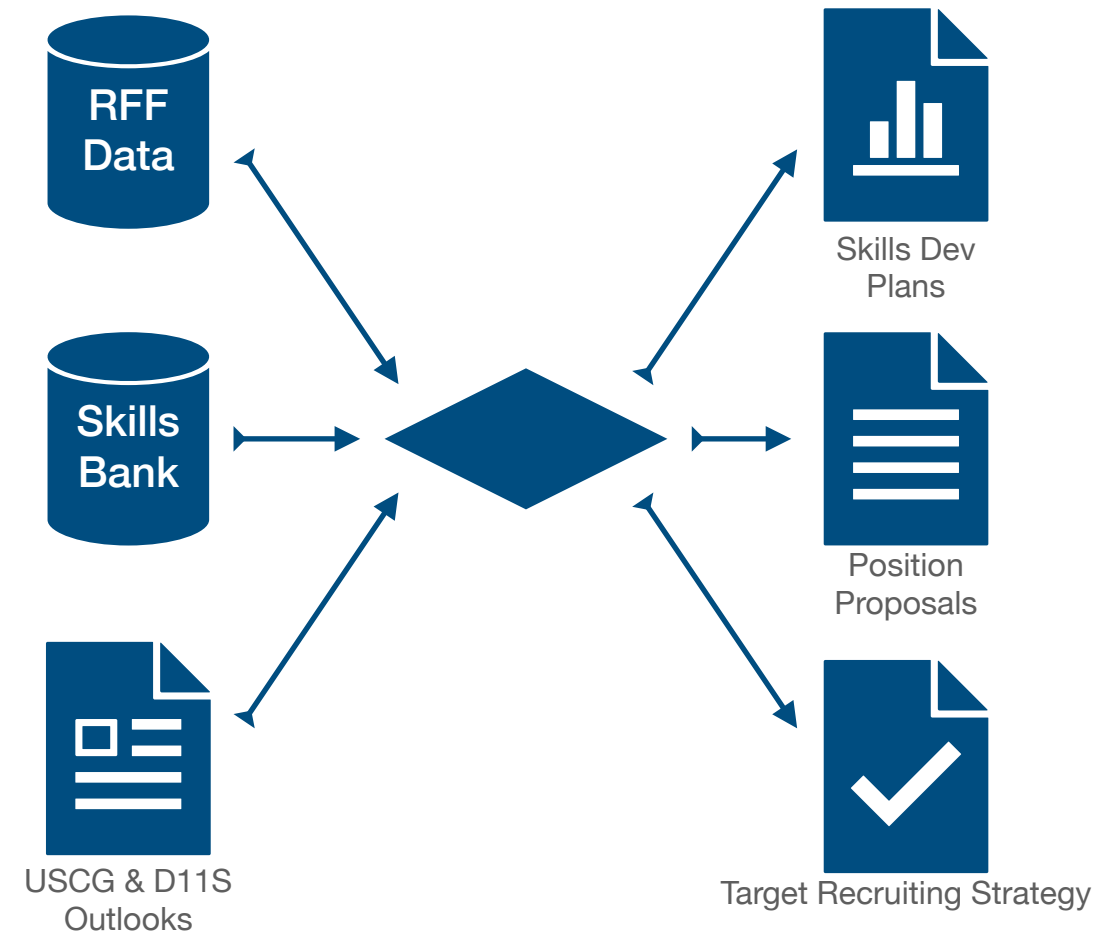 RFF
Data
Skills
Bank
USCG & D11S
Outlooks
Skills Dev
Plans
Position
Proposals
Target Recruiting Strategy